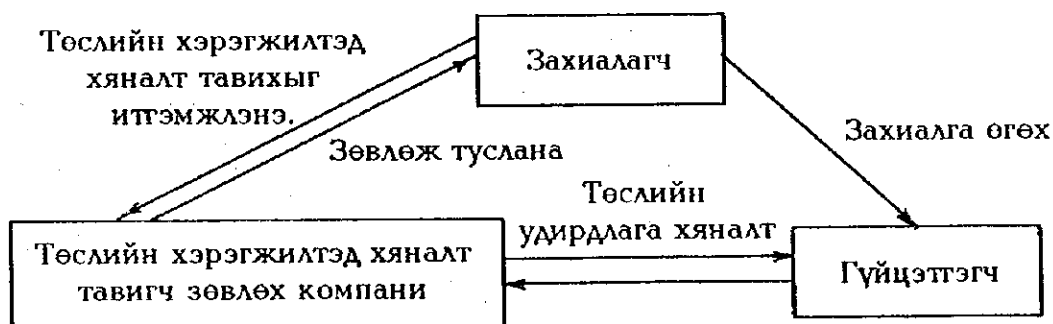 Төслийн хэрэгжилтэд
хяналт тавихыг
итгэмжлэнэ.
Захиалагч
Зөвлөж туслана
Захиалга өгөх
Төслийн
удирдлага хяналт
Төслийн хэрэгжилтэд хяналт
тавигч зөвлөх компани
Гүйцэтгэгч